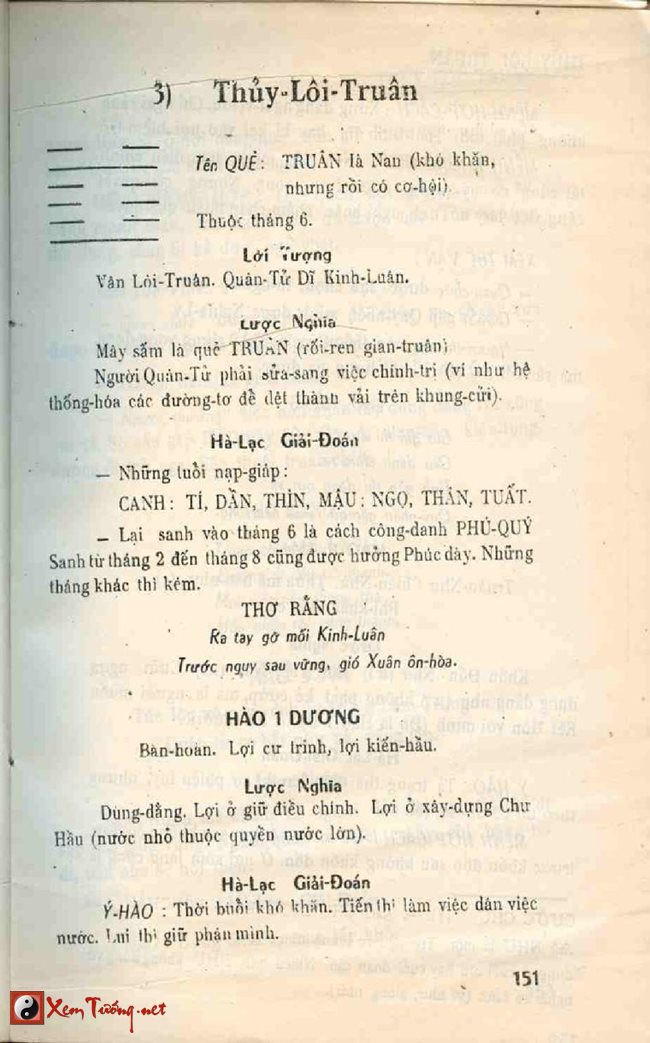 3) Thủy-Lôi-Truân
Tên QUẺ: TRUÂN là Nan (khó khăn,
nhưng rồi có cơ-hội).
Thuộc tháng 6.
Lời Tượng
Vân Lôi-Truân. Quân-Tử Dĩ Kinh-Luân.
Lược Nghĩa
Mây sấm là quẻ TRUÂN (rối-ren gian-truân)
Người Quân-Tử phải sửa-sang việc chính-trị (ví như hệ
thống-hóa các đường-tơ để dệt thành vải trên khung-cửi).
Hà-Lạc Giải-Đoán
— Những tuổi nạp-giáp:
CANH: TÍ, DẦN, THÌN, MẬU: NGỌ, THÂN, TUẤT.
— Lại sanh vào tháng 6 là cách công-danh PHÚ-QUÝ
Sanh từ tháng 2 đến tháng 8 cũng được hưởng Phúc dày. Những
tháng khác thì kém.
THƠ RẰNG
Ra tay gỡ mối Kinh-Luân
Trước nguy sau vững, gió Xuân ôn-hòa.
HÀO 1 DƯƠNG
Bàn-hoàn. Lợi cư trinh, lợi kiến-hầu.
Lược Nghĩa
Dùng-dằng. Lợi ở giữ điều chính. Lợi ở xây-dựng Chư
Hầu (nước nhỏ thuộc quyền nước lớn).
Hà-Lạc Giải-Đoán
Ý-HÀO: Thời buổi khó khăn. Tiến thì làm việc dân việc
nước. Lui thì giữ phận mình.
151
XemTướng.net